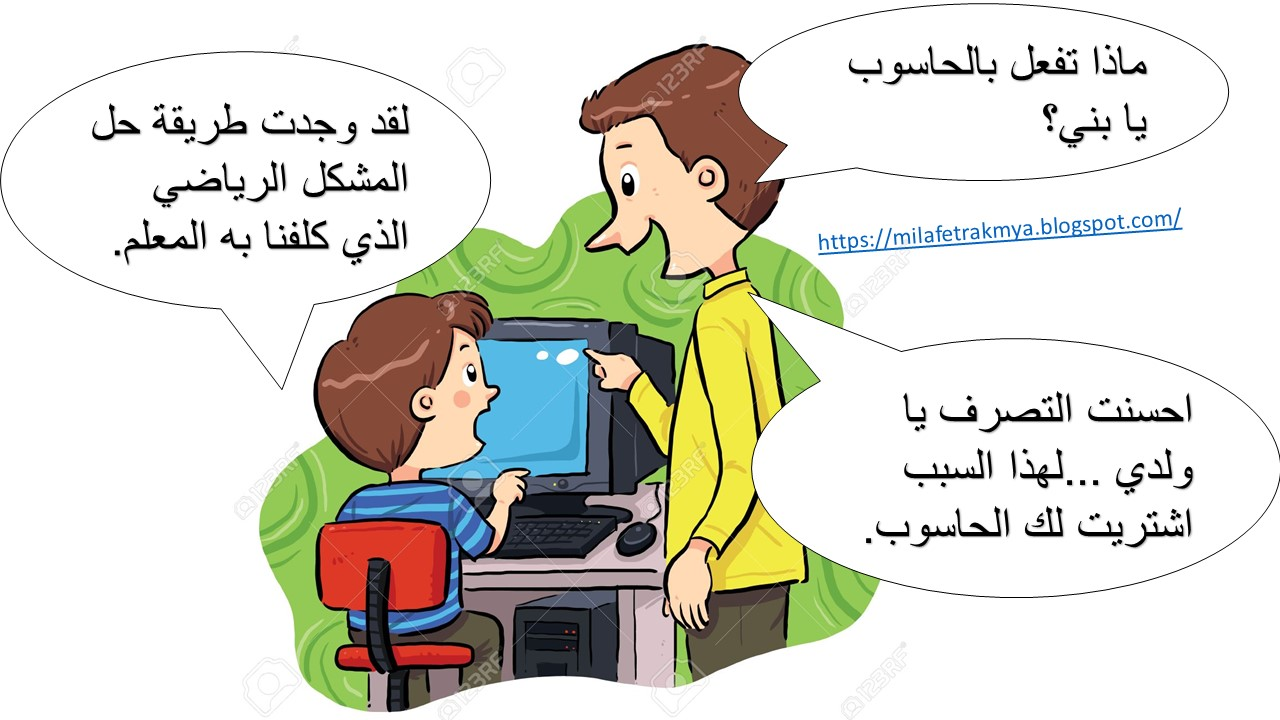 ماذا تفعل بالحاسوب
يا بني؟
لقد وجدت طريقة حل
المشكل الرياضي
الذي كلفنا به المعلم.
https://milafetrakmya.blogspot.com/
احسنت التصرف يا
ولدي ...لهذا السبب
اشتريت لك الحاسوب.
123RF